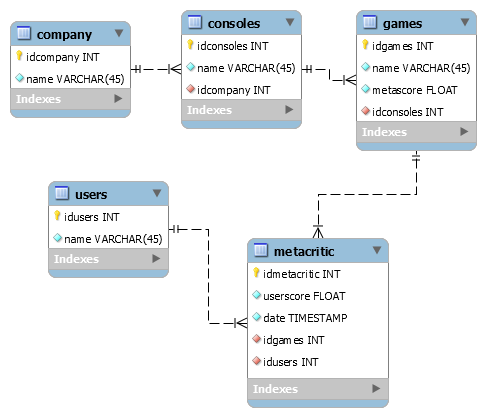 company
idcompany INT
name VARCHAR(45)
Indexes
consoles
idconsoles INT
name VARCHAR(45)
idcompany INT
Indexes
games
idgames INT
name VARCHAR(45)
metascore FLOAT
idconsoles INT
Indexes
users
idusers INT
name VARCHAR(45)
Indexes
metacritic
idmetacritic INT
userscore FLOAT
date TIMESTAMP
idgames INT
idusers INT
Indexes